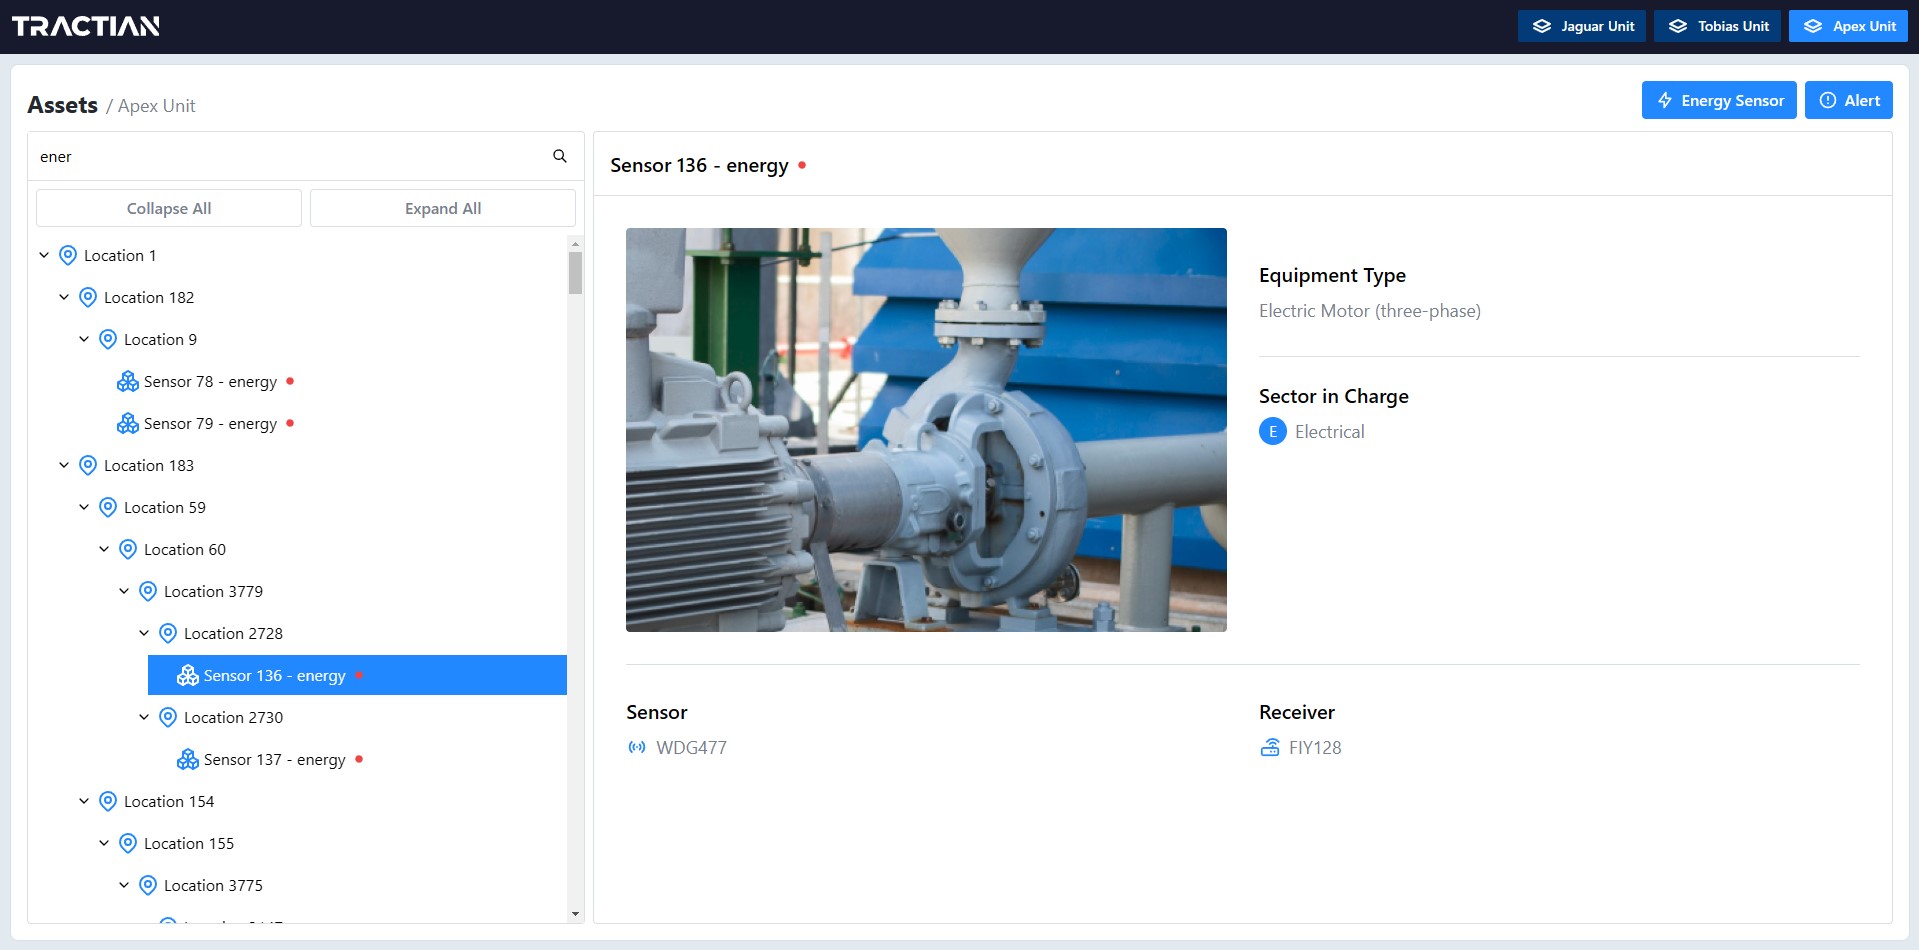 TRACTIAN
Jaguar Unit
Tobias Unit
Apex Unit
Assets / Apex Unit
Energy Sensor
Alert
ener
Collapse All
Expand All
Location 1
Location 182
Location 9
Sensor 78 - energy
Sensor 79 - energy
Location 183
Location 59
Location 60
Location 3779
Location 2728
Sensor 136 - energy
Location 2730
Sensor 137 - energy
Location 154
Location 155
Location 3775
Sensor 136 - energy
Equipment Type
Electric Motor (three-phase)
Sector in Charge
E Electrical
Sensor
WDG477
Receiver
FIY128